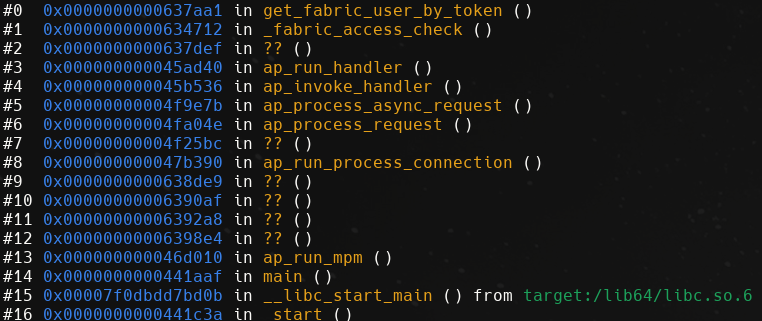 #0  0x0000000000637aa1 in get_fabric_user_by_token ()
#1  0x0000000000634712 in _fabric_access_check ()
#2  0x0000000000637def in ?? ()
#3  0x000000000045ad40 in ap_run_handler ()
#4  0x000000000045b536 in ap_invoke_handler ()
#5  0x00000000004f9e7b in ap_process_async_request ()
#6  0x00000000004fa04e in ap_process_request ()
#7  0x00000000004f25bc in ?? ()
#8  0x000000000047b390 in ap_run_process_connection ()
#9  0x0000000000638de9 in ?? ()
#10 0x00000000006390af in ?? ()
#11 0x00000000006392a8 in ?? ()
#12 0x00000000006398e4 in ?? ()
#13 0x000000000046d010 in ap_run_mpm ()
#14 0x0000000000441aaf in main ()
#15 0x00007f0dbdd7bd0b in __libc_start_main () from target:/lib64/libc.so.6
#16 0x0000000000441c3a in _start ()